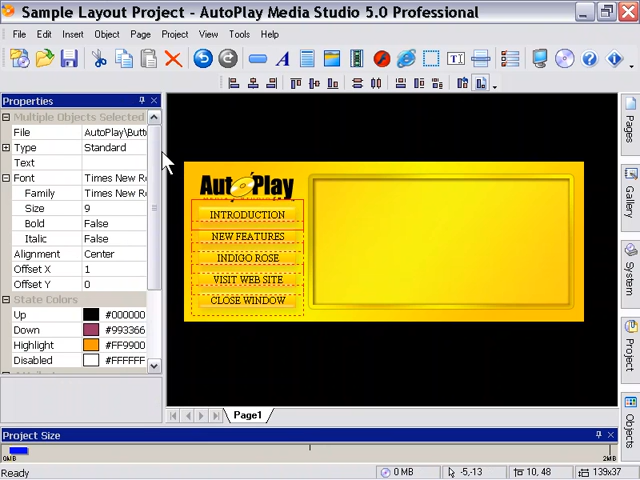 Sample Layout Project - AutoPlay Media Studio 5.0 Professional
File Edit Insert Object Page Project View Tools Help
Properties
Multiple Objects Selected
File AutoPlay\Butt
Type Standard
Text
Font Times New R
Family Times New R
Size 9
Bold False
Italic False
Alignment Center
Offset X 1
Offset Y 0
State Colors
Up #000000
Down #993366
Highlight #FF9900
Disabled #FFFFFF
AutoPlay
INTRODUCTION
NEW FEATURES
INDIGO ROSE
VISIT WEB SITE
CLOSE WINDOW
Pages
Gallery
System
Project
Objects
Page1
Project Size
0MB 2MB
Ready 0 MB -5,-13 10, 48 139x37